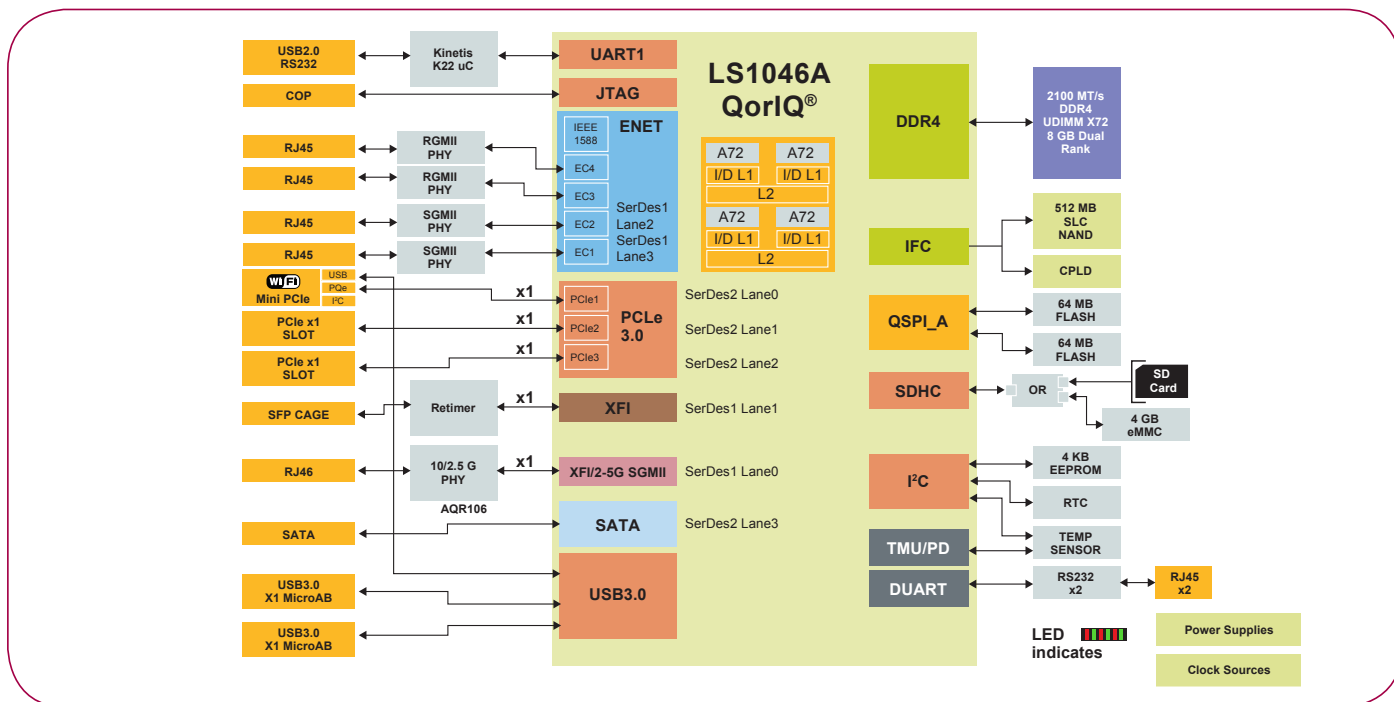 USB2.0
RS232
Kinetis
K22 uC
UART1
COP
JTAG
RJ45
RGMII
PHY
RJ45
RGMII
PHY
RJ45
SGMII
PHY
RJ45
SGMII
PHY
IEEE
1588
ENET
EC4
EC3
EC2
EC1
SerDes1
Lane2
SerDes1
Lane3
WiFi
Mini PCIe
USB
PQe
I²C
PCIe x1
SLOT
PCIe x1
SLOT
x1
x1
x1
PCIe1
PCIe2
PCIe3
PCLe
3.0
SerDes2 Lane0
SerDes2 Lane1
SerDes2 Lane2
SFP CAGE
Retimer
x1
XFI
SerDes1 Lane1
RJ46
10/2.5 G
PHY
AQR106
x1
XFI/2-5G SGMII
SerDes1 Lane0
SATA
SATA
SerDes2 Lane3
USB3.0
X1 MicroAB
USB3.0
X1 MicroAB
USB3.0
LS1046A
QorIQ®
A72
A72
I/D L1
I/D L1
L2
A72
A72
I/D L1
I/D L1
L2
DDR4
2100 MT/s
DDR4
UDIMM X72
8 GB Dual
Rank
IFC
512 MB
SLC
NAND
CPLD
QSPI_A
64 MB
FLASH
64 MB
FLASH
SDHC
OR
SD
Card
4 GB
eMMC
I²C
4 KB
EEPROM
RTC
TEMP
SENSOR
TMU/PD
DUART
RS232
x2
RJ45
x2
LED
indicates
Power Supplies
Clock Sources